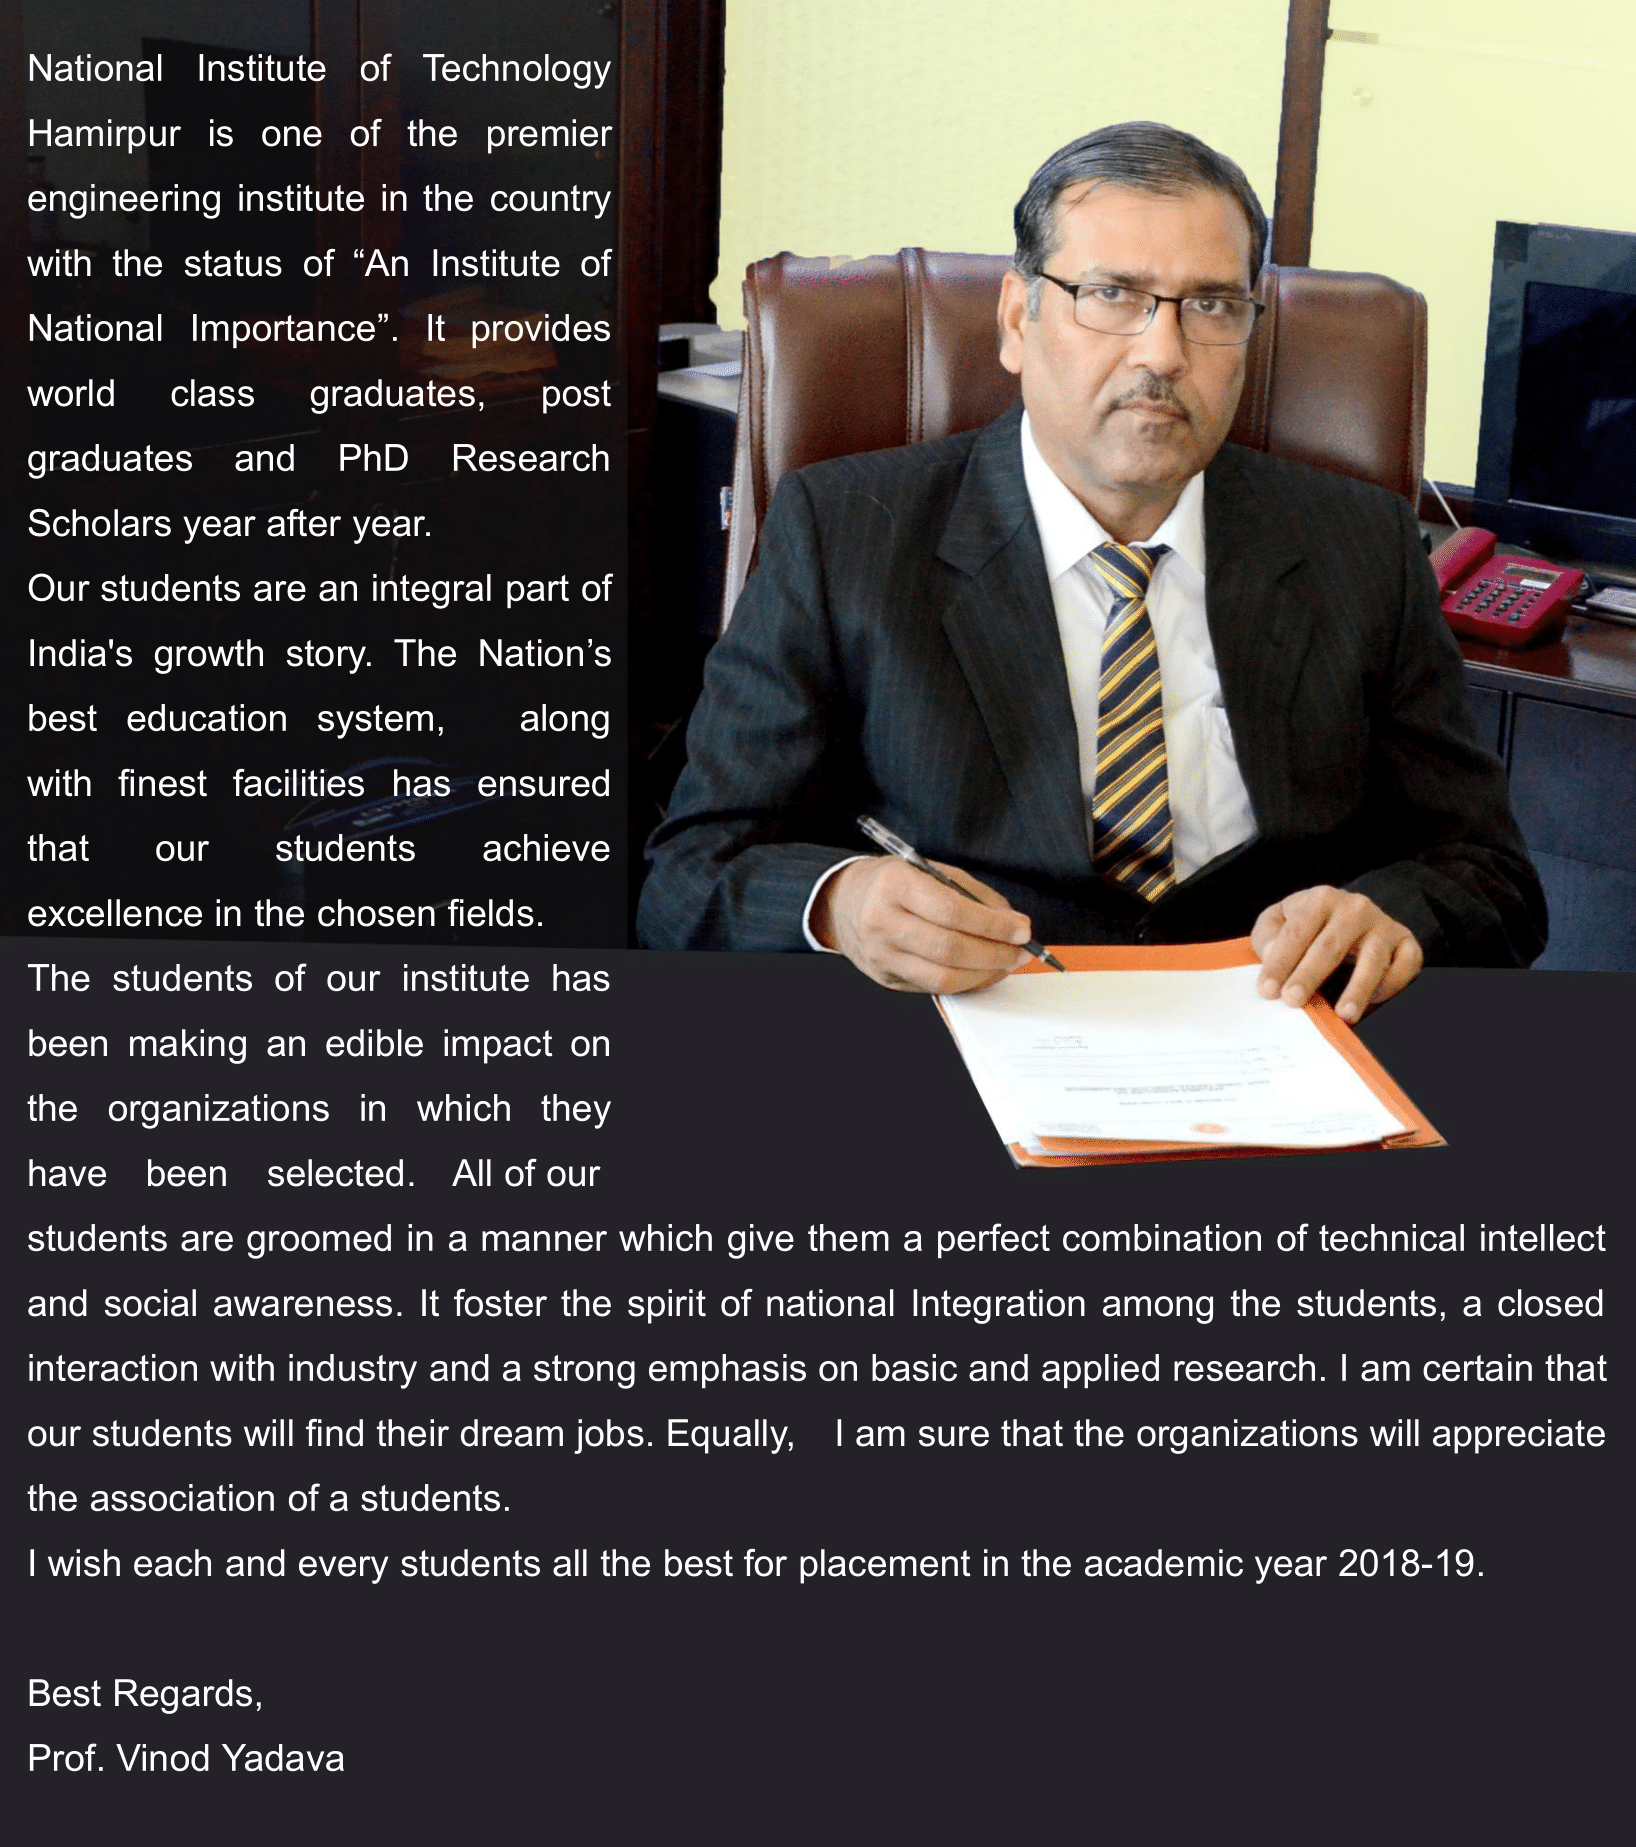 National Institute of Technology
Hamirpur is one of the premier
engineering institute in the country
with the status of “An Institute of
National Importance”. It provides
world class graduates, post
graduates and PhD Research
Scholars year after year.
Our students are an integral part of
India's growth story. The Nation’s
best education system, along
with finest facilities has ensured
that our students achieve
excellence in the chosen fields.
The students of our institute has
been making an edible impact on
the organizations in which they
have been selected. All of our
students are groomed in a manner which give them a perfect combination of technical intellect
and social awareness. It foster the spirit of national Integration among the students, a closed
interaction with industry and a strong emphasis on basic and applied research. I am certain that
our students will find their dream jobs. Equally, I am sure that the organizations will appreciate
the association of a students.
I wish each and every students all the best for placement in the academic year 2018-19.
Best Regards,
Prof. Vinod Yadava